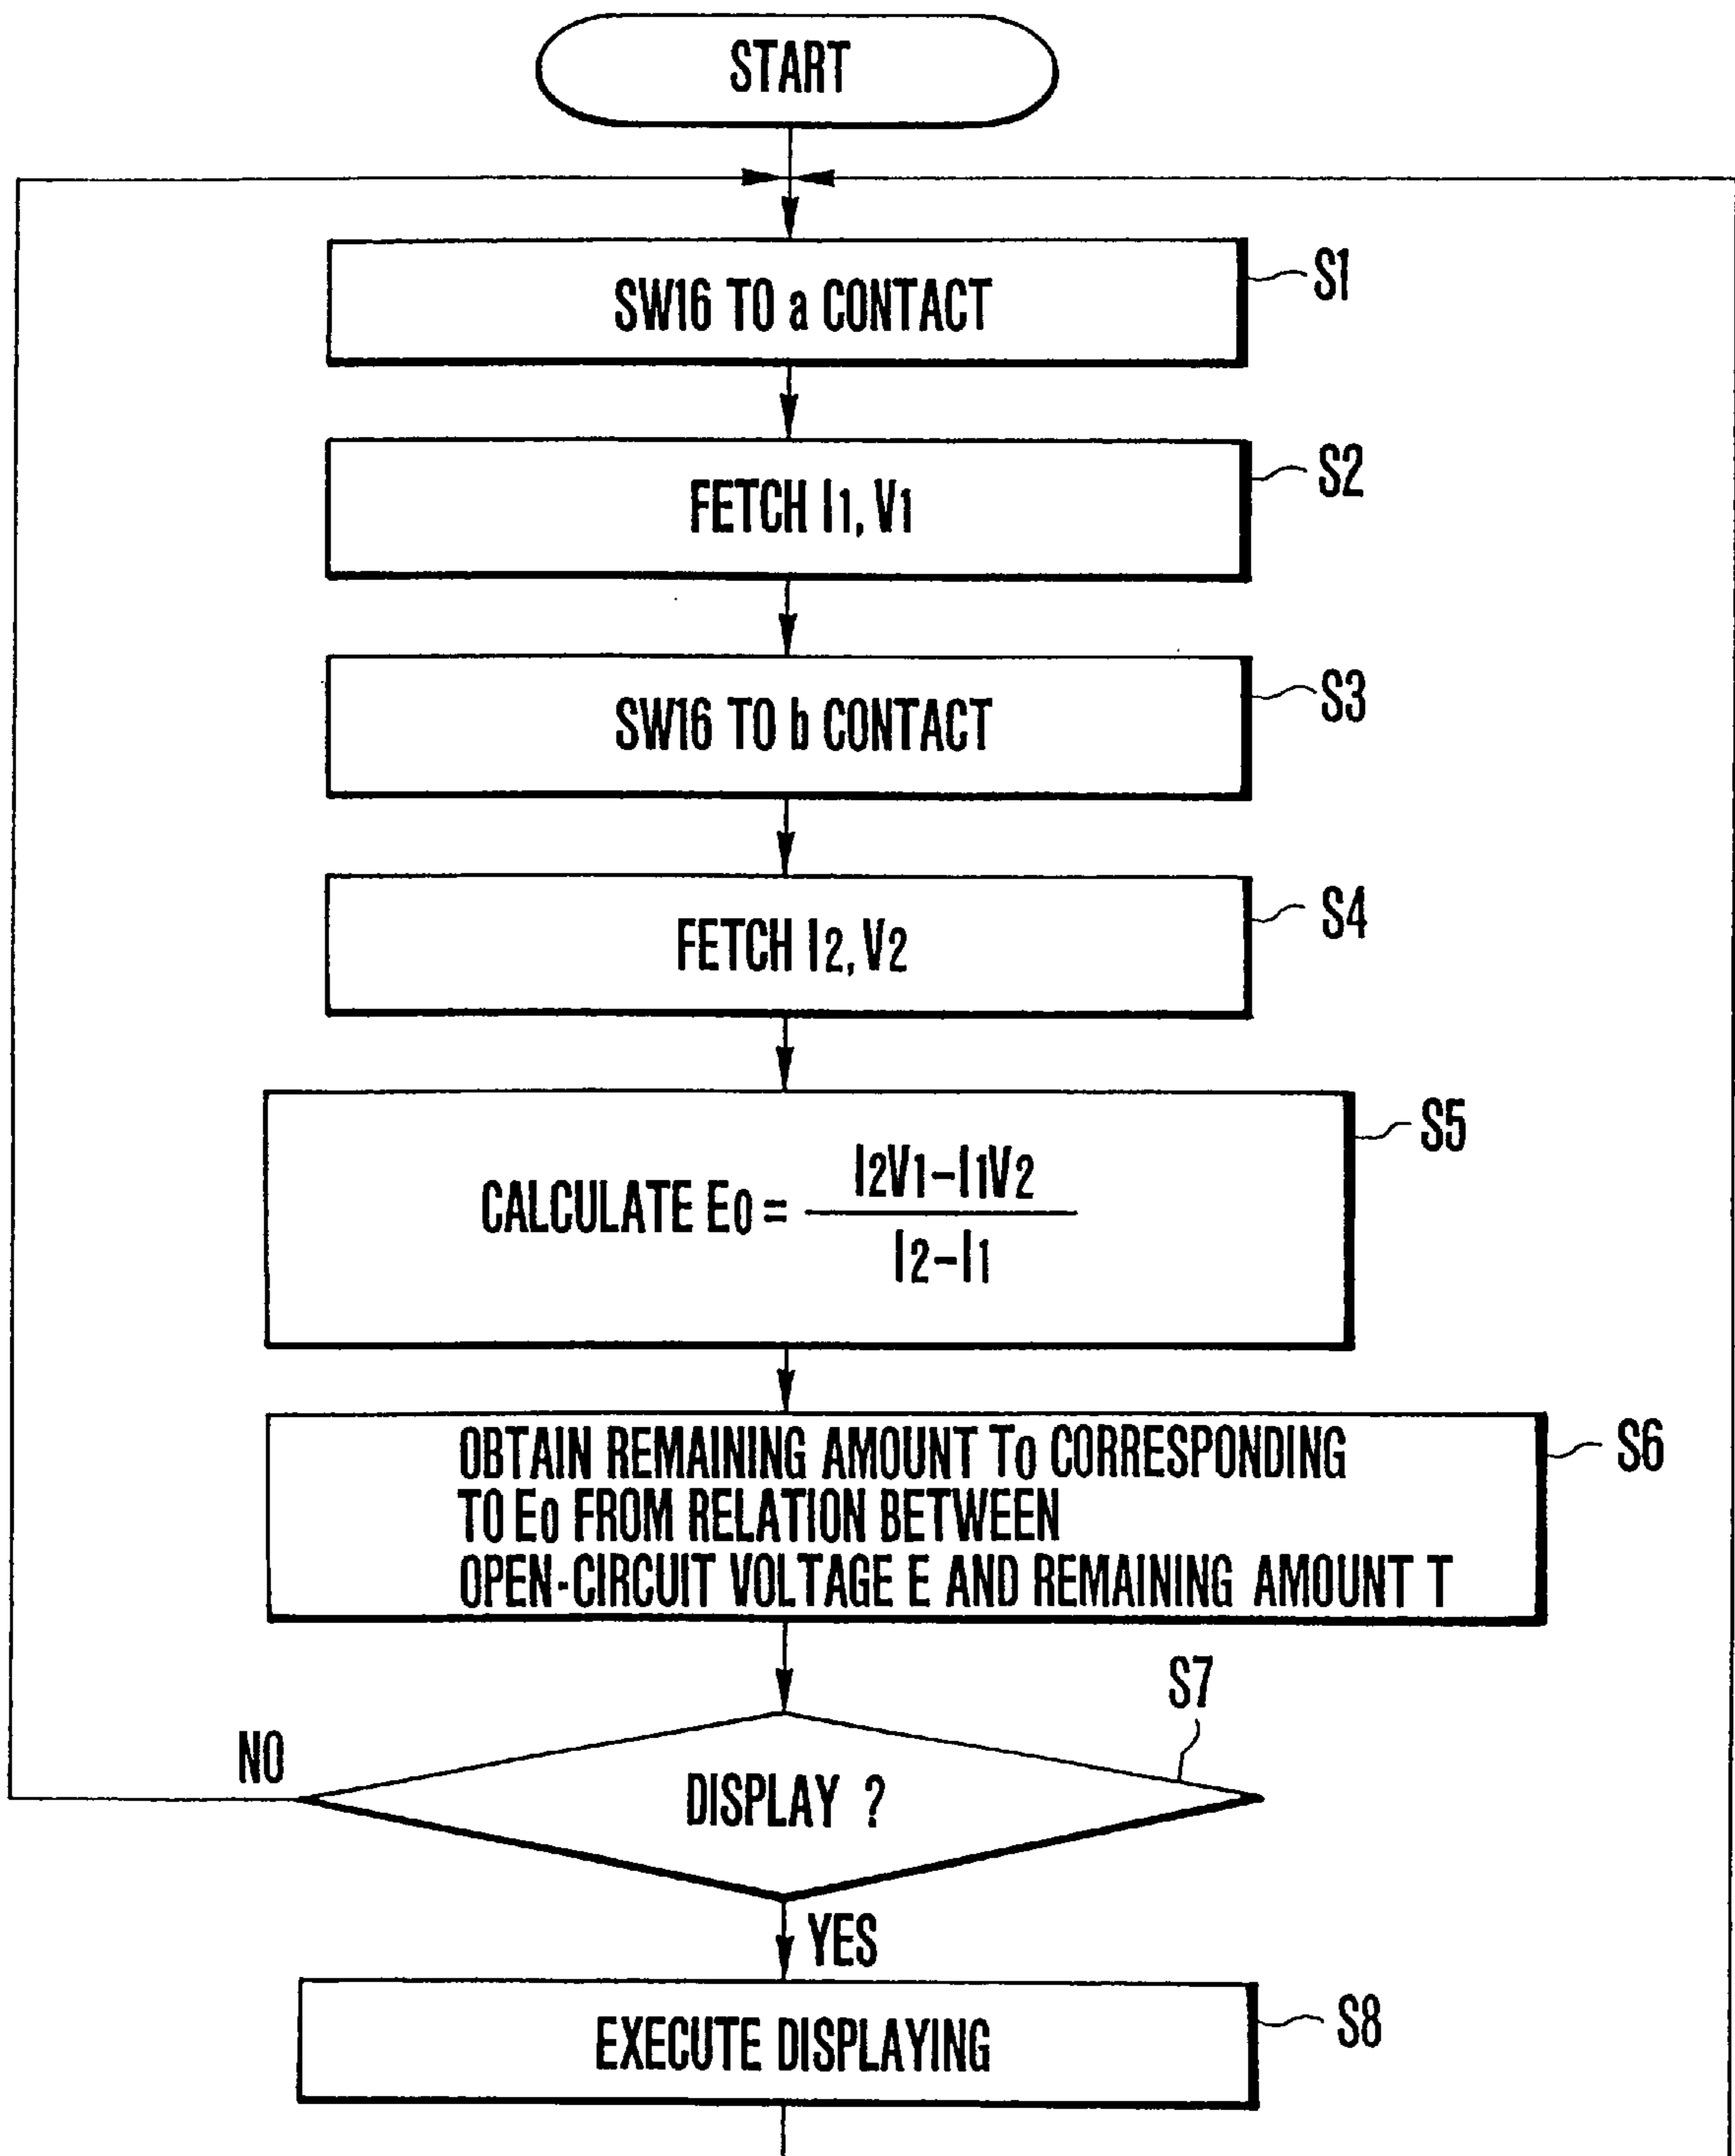 START
SW16 TO a CONTACT
S1
FETCH I1, V1
S2
SW16 TO b CONTACT
S3
FETCH I2, V2
S4
CALCULATE E0 = I2V1-I1V2
I2-I1
S5
OBTAIN REMAINING AMOUNT T0 CORRESPONDING
TO E0 FROM RELATION BETWEEN
OPEN-CIRCUIT VOLTAGE E AND REMAINING AMOUNT T
S6
S7
NO
DISPLAY ?
YES
EXECUTE DISPLAYING
S8